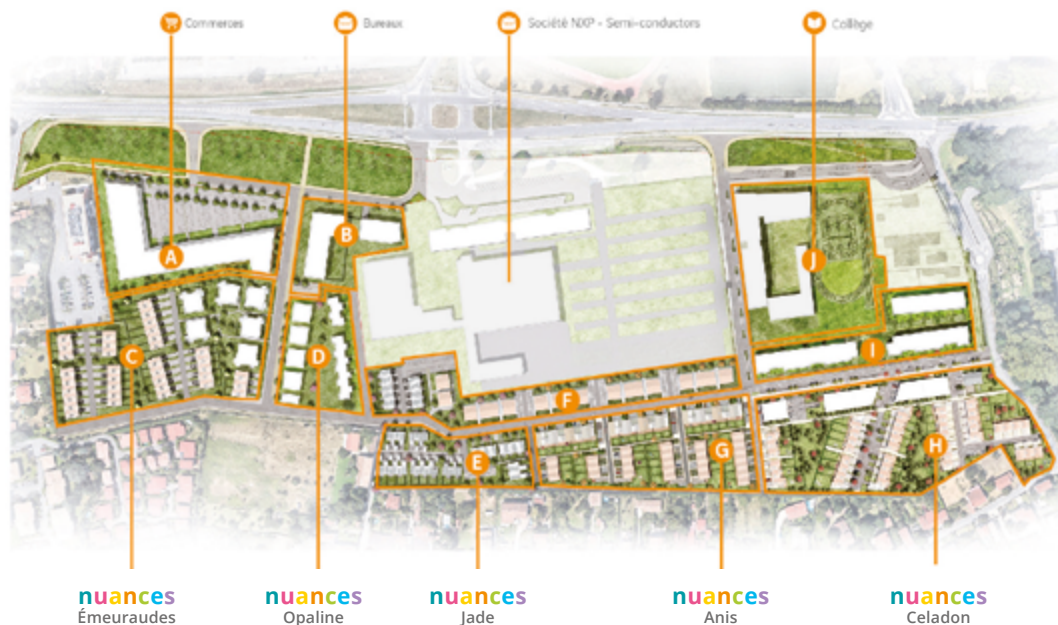 Commerces
Bureaux
Société NXP - Semi-conductors
Collège
A
B
J
C
D
I
F
E
G
H
nuances
Émeuraudes
nuances
Opaline
nuances
Jade
nuances
Anis
nuances
Celadon